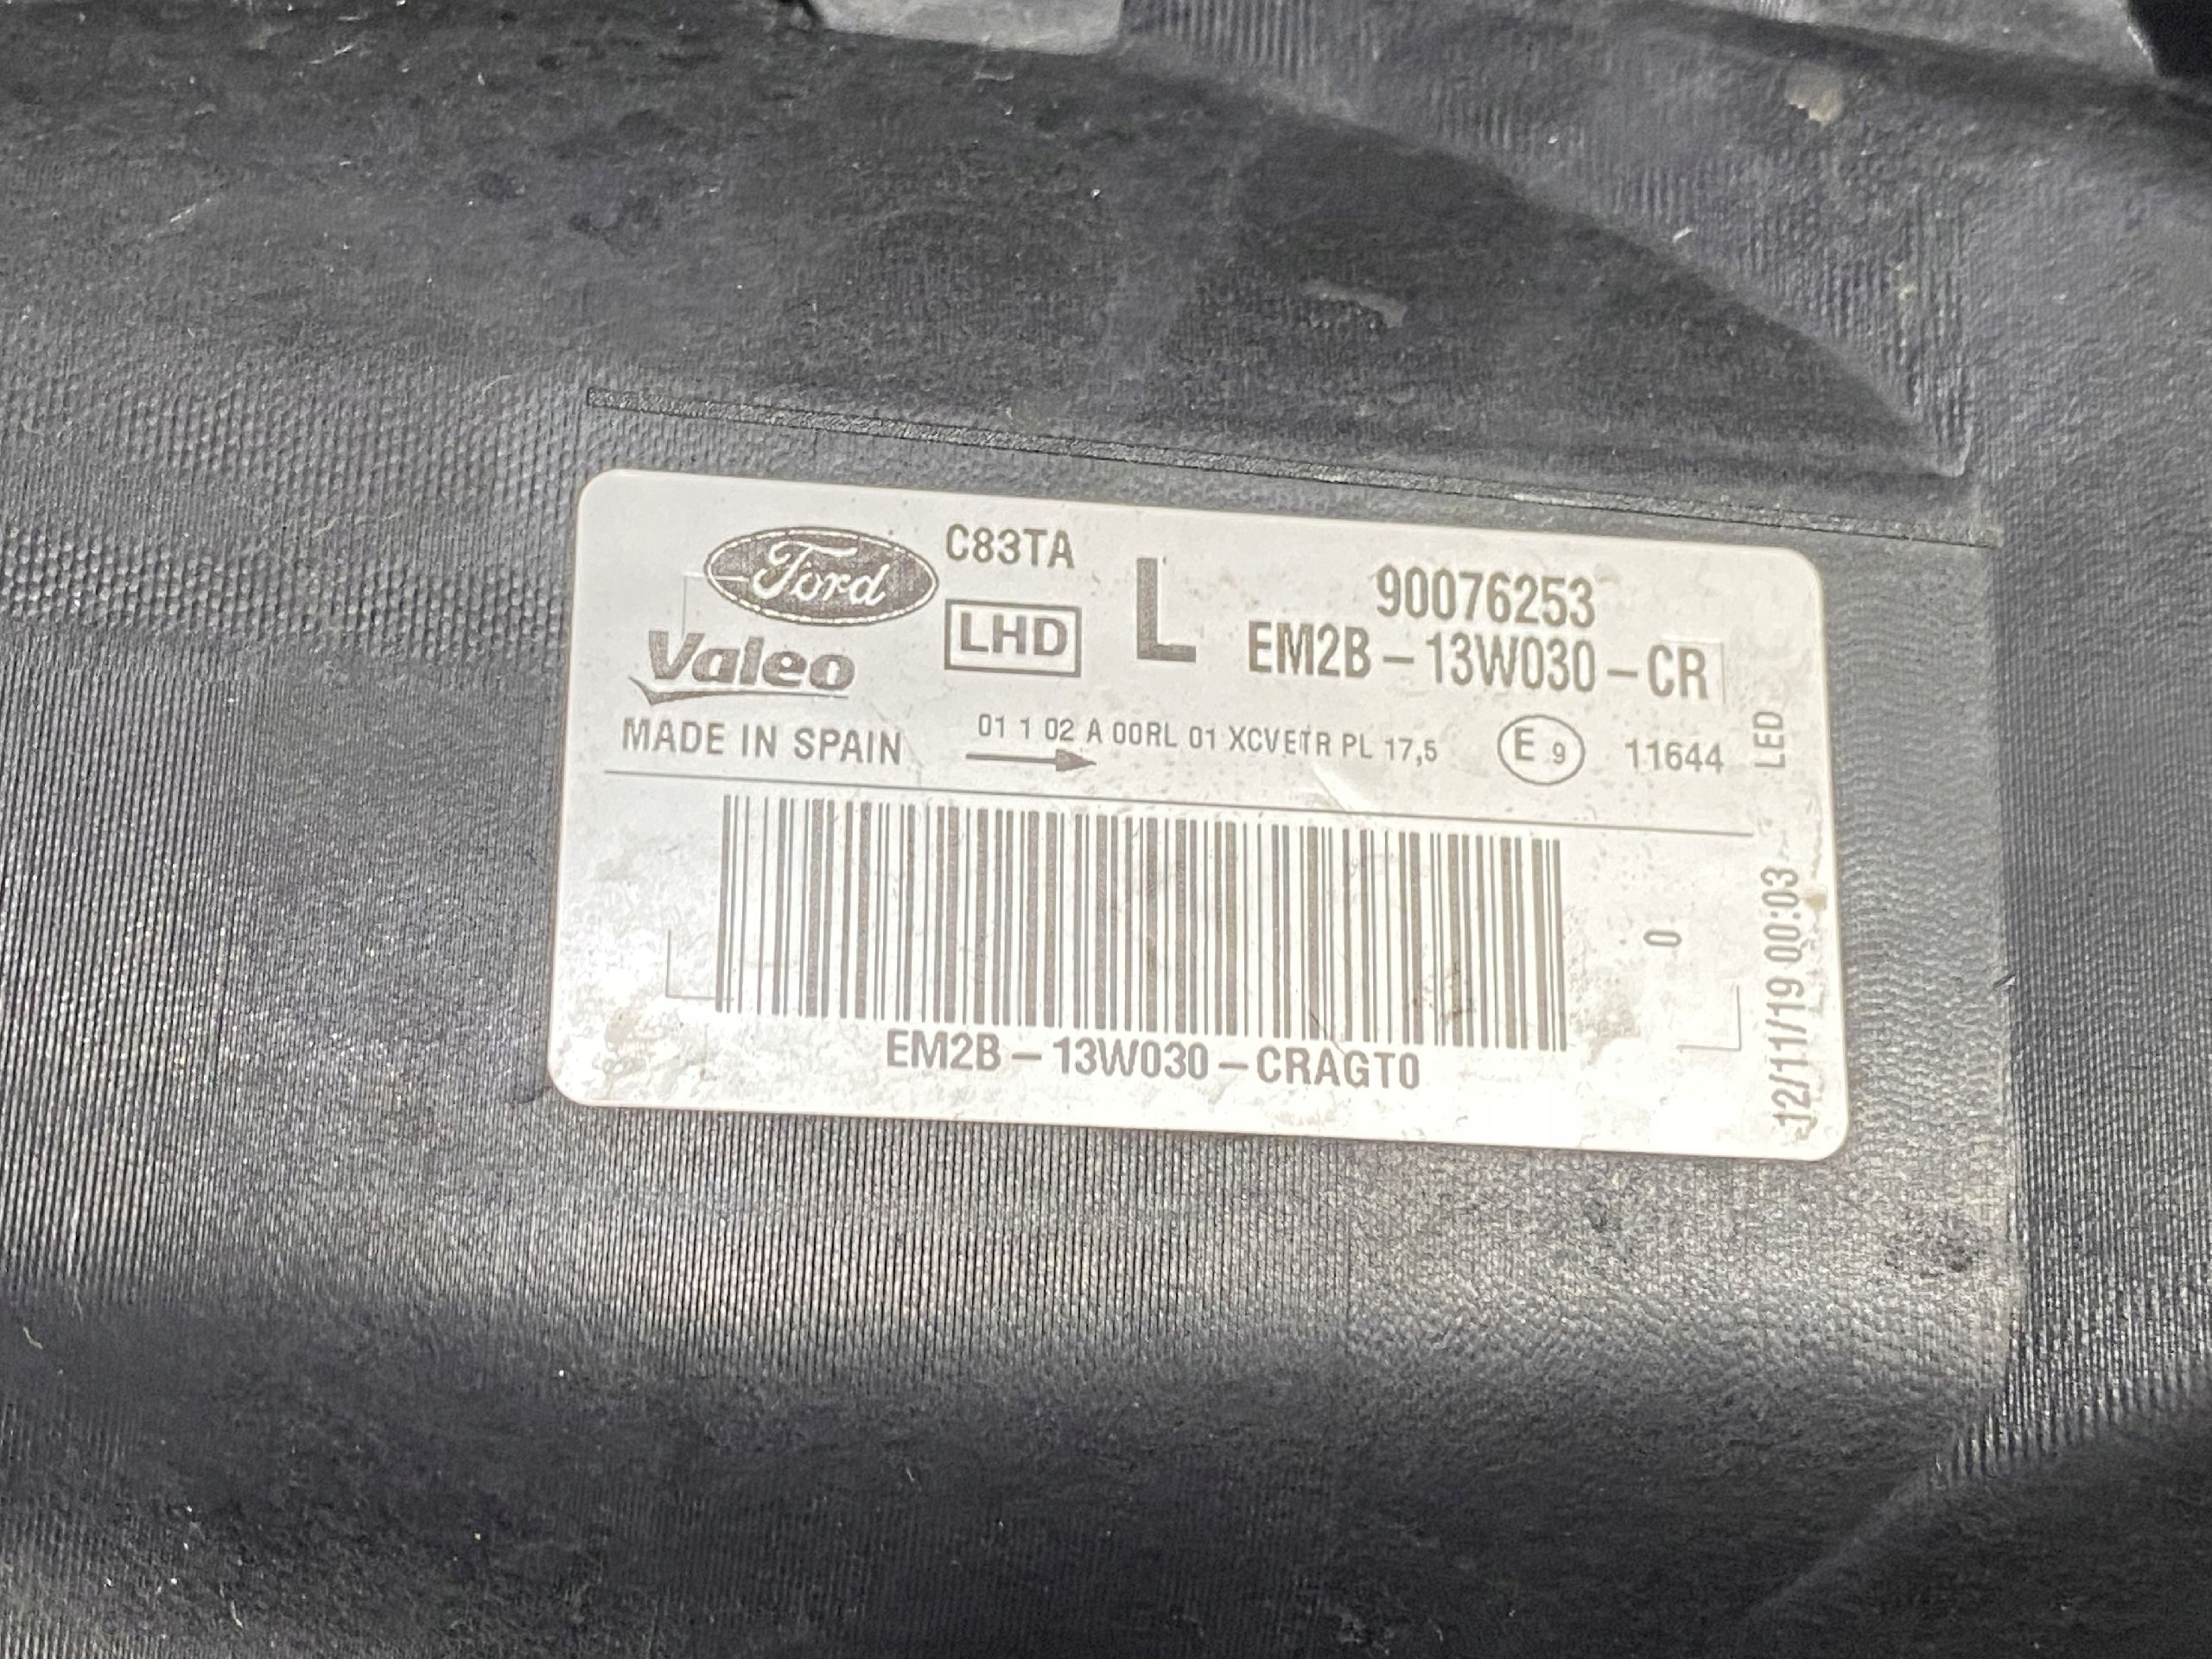 Ford
C83TA
L
90076253
Valeo
LHD
EM2B-13W030-CR
MADE IN SPAIN
01 1 02 A 00RL 01 XCVETR PL 17,5
E 9
11644
LED
EM2B-13W030-CRAGT0
0
12/11/19 00:03